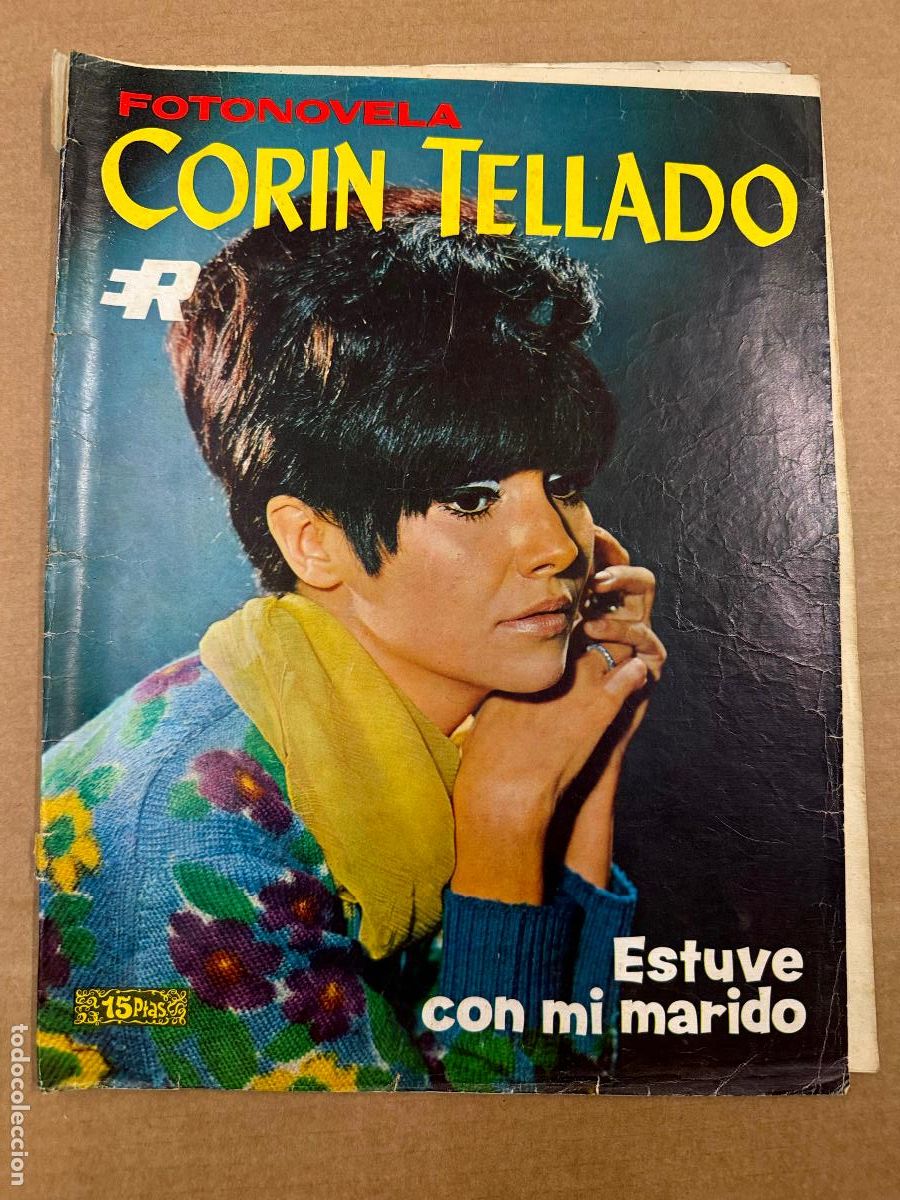 FOTONOVELA
CORIN TELLADO
ER
Estuve
con mi marido
15 Ptas.
todocoleccion